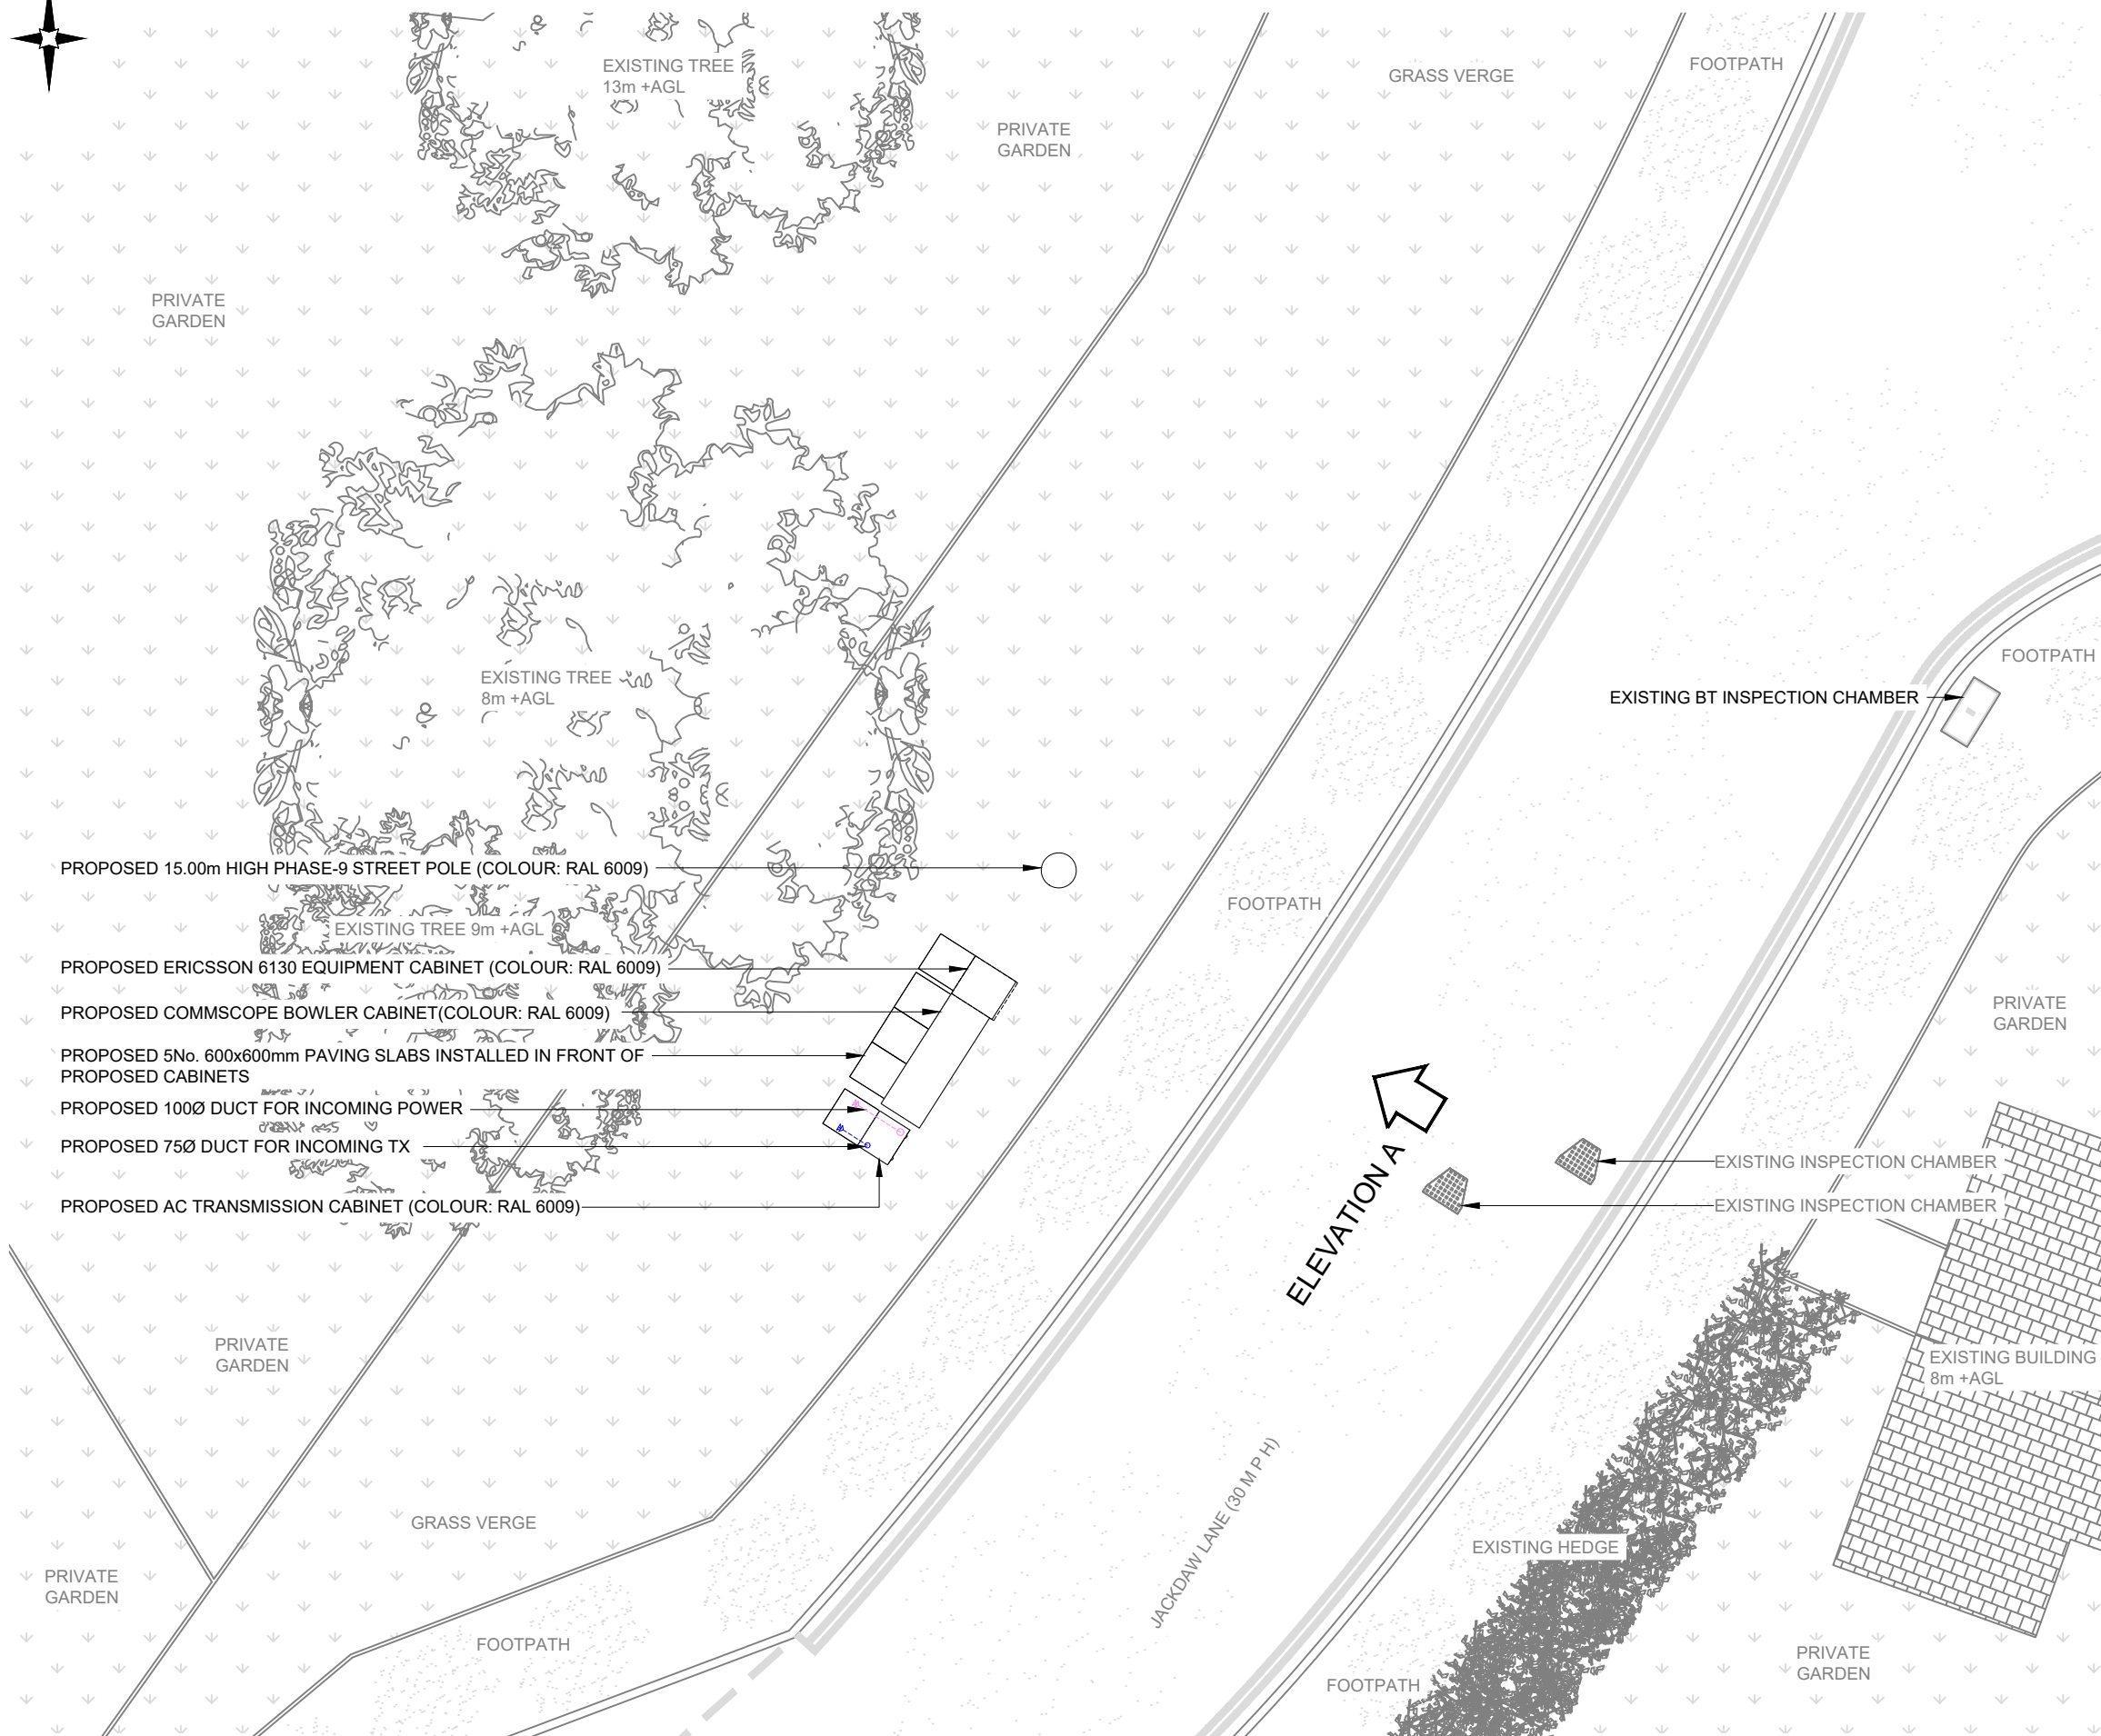 EXISTING TREE
13m +AGL
GRASS VERGE
FOOTPATH
PRIVATE
GARDEN
PRIVATE
GARDEN
EXISTING TREE
8m +AGL
FOOTPATH
EXISTING BT INSPECTION CHAMBER
PROPOSED 15.00m HIGH PHASE-9 STREET POLE (COLOUR: RAL 6009)
FOOTPATH
EXISTING TREE 9m +AGL
PROPOSED ERICSSON 6130 EQUIPMENT CABINET (COLOUR: RAL 6009)
PROPOSED COMMSCOPE BOWLER CABINET(COLOUR: RAL 6009)
PRIVATE
GARDEN
PROPOSED 5No. 600x600mm PAVING SLABS INSTALLED IN FRONT OF
PROPOSED CABINETS
PROPOSED 100Ø DUCT FOR INCOMING POWER
PROPOSED 75Ø DUCT FOR INCOMING TX
PROPOSED AC TRANSMISSION CABINET (COLOUR: RAL 6009)
ELEVATION A
EXISTING INSPECTION CHAMBER
EXISTING INSPECTION CHAMBER
PRIVATE
GARDEN
EXISTING BUILDING
8m +AGL
JACKDAW LANE (30 M P H)
GRASS VERGE
EXISTING HEDGE
PRIVATE
GARDEN
FOOTPATH
PRIVATE
GARDEN
FOOTPATH